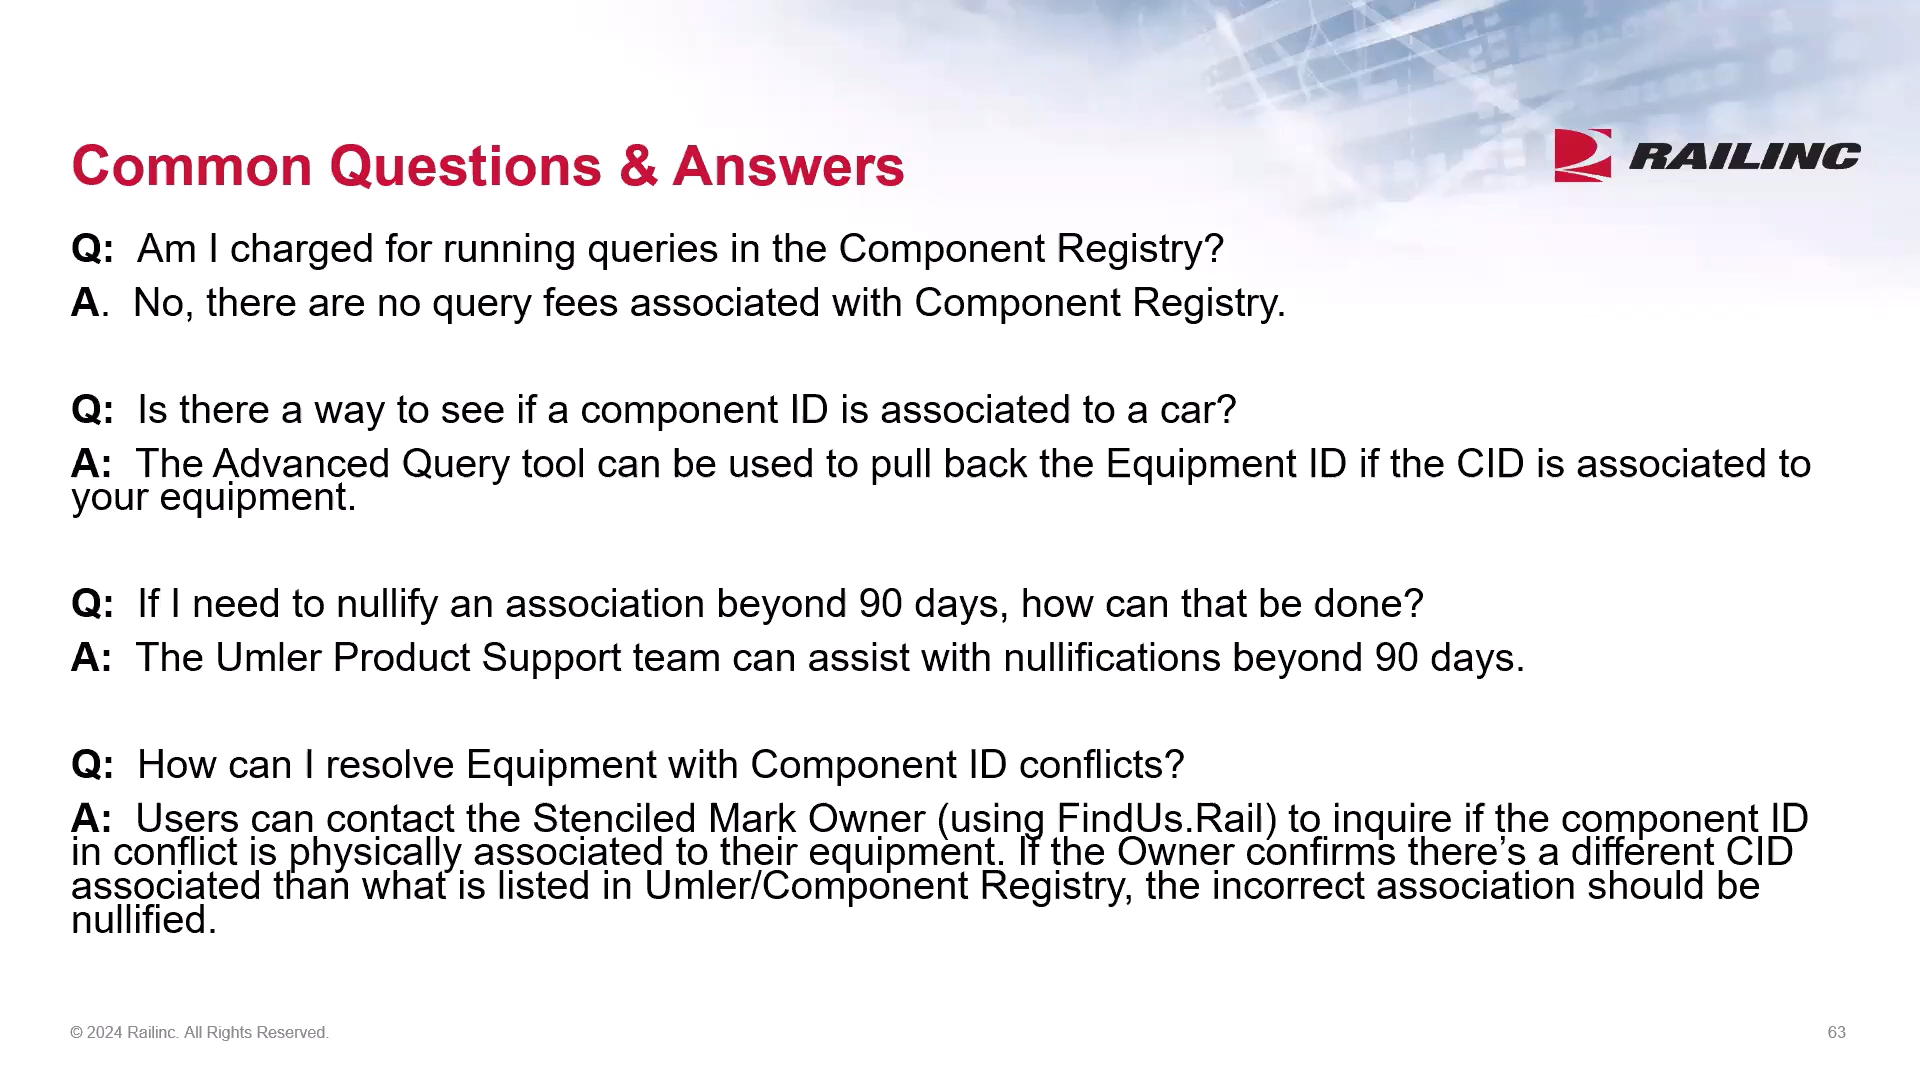 Common Questions & Answers
RAILINC
Q: Am I charged for running queries in the Component Registry?
A. No, there are no query fees associated with Component Registry.
Q: Is there a way to see if a component ID is associated to a car?
A: The Advanced Query tool can be used to pull back the Equipment ID if the CID is associated to
your equipment.
Q: If I need to nullify an association beyond 90 days, how can that be done?
A: The Umler Product Support team can assist with nullifications beyond 90 days.
Q: How can I resolve Equipment with Component ID conflicts?
A: Users can contact the Stenciled Mark Owner (using FindUs.Rail) to inquire if the component ID
in conflict is physically associated to their equipment. If the Owner confirms there’s a different CID
associated than what is listed in Umler/Component Registry, the incorrect association should be
nullified.
© 2024 Railinc. All Rights Reserved.
63